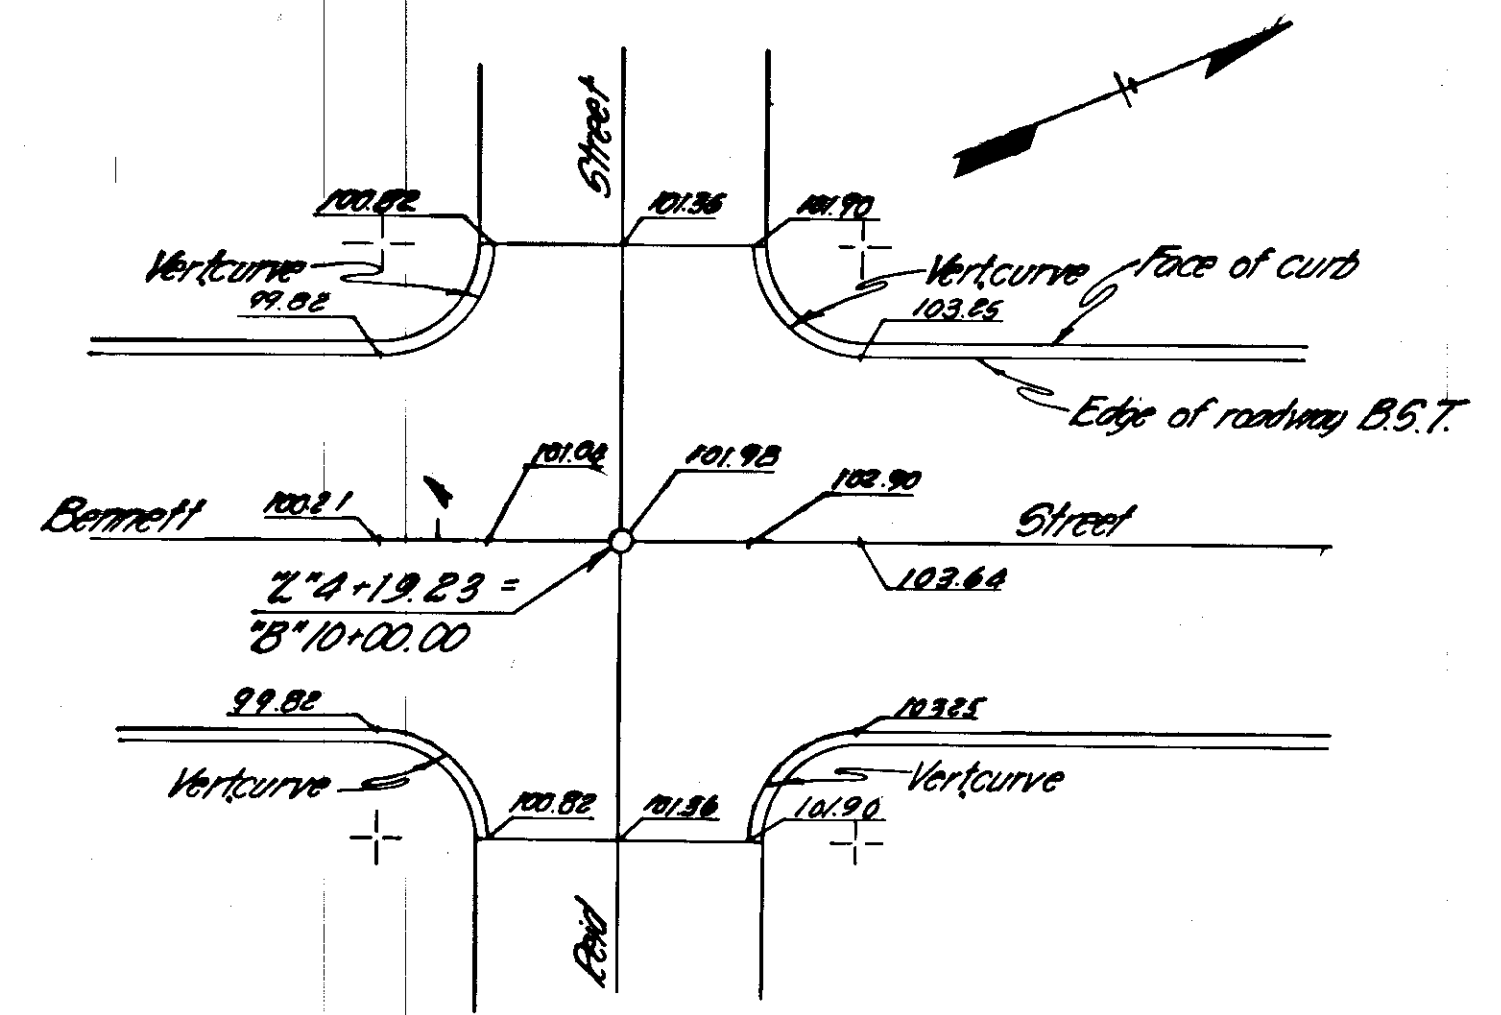 Street
100.82
101.36
101.90
Vert.curve
99.82
Vert.curve
Face of curb
103.25
Edge of roadway B.S.T.
101.04
101.98
102.90
Bennett
100.21
Street
103.64
"L" 4+19.23 =
"B" 10+00.00
99.82
103.25
Vert.curve
Vert.curve
100.82
101.36
101.90
Reid